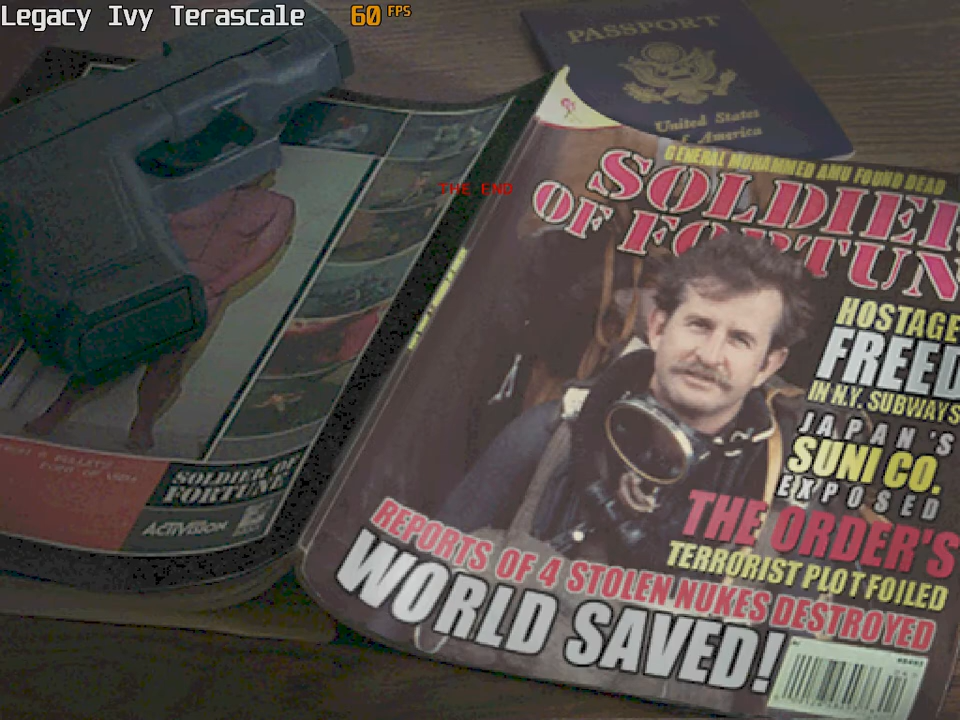 Legacy Ivy Terascale 60 FPS
PASSPORT
United States
of America
THE END
GENERAL MOHAMMED AMU FOUND DEAD
SOLDIER
OF FORTUN
HOSTAGE
FREED
IN N.Y. SUBWAYS
JAPAN'S
SUNI CO.
EXPOSED
THE ORDER'S
TERRORIST PLOT FOILED
REPORTS OF 4 STOLEN NUKES DESTROYED
WORLD SAVED!
SOLDIER OF
FORTUNE
ACTIVISION